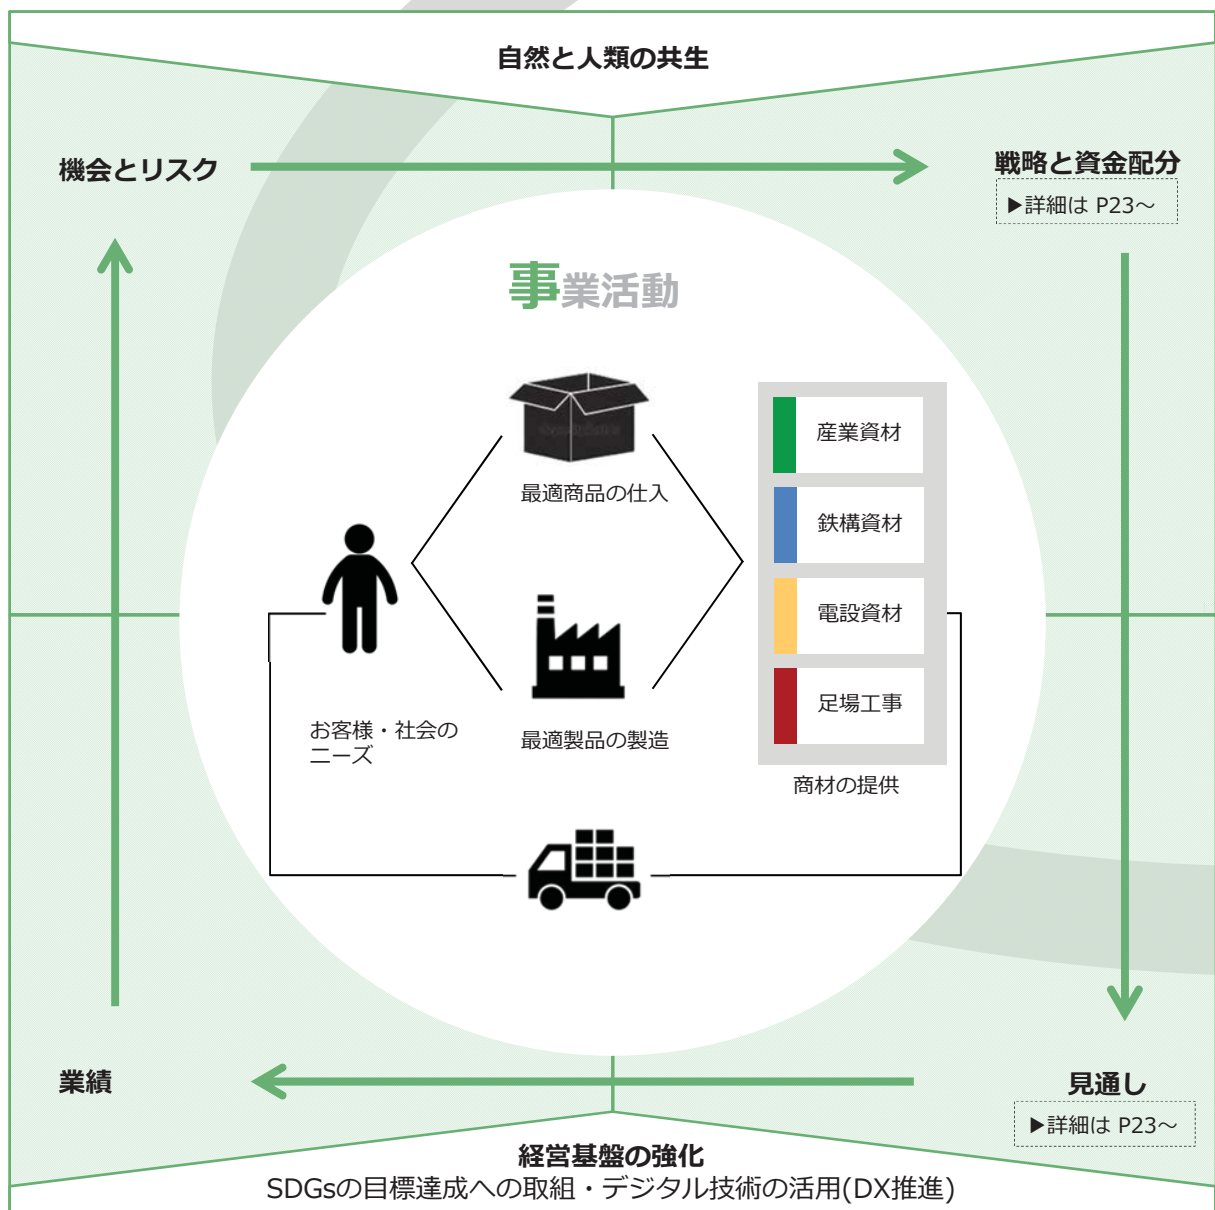 自然と人類の共生
機会とリスク
戦略と資金配分
▶詳細は P23～
事業活動
最適商品の仕入
産業資材
鉄構資材
電設資材
足場工事
お客様・社会の
ニーズ
最適製品の製造
商材の提供
業績
見通し
▶詳細は P23～
経営基盤の強化
SDGsの目標達成への取組・デジタル技術の活用(DX推進)